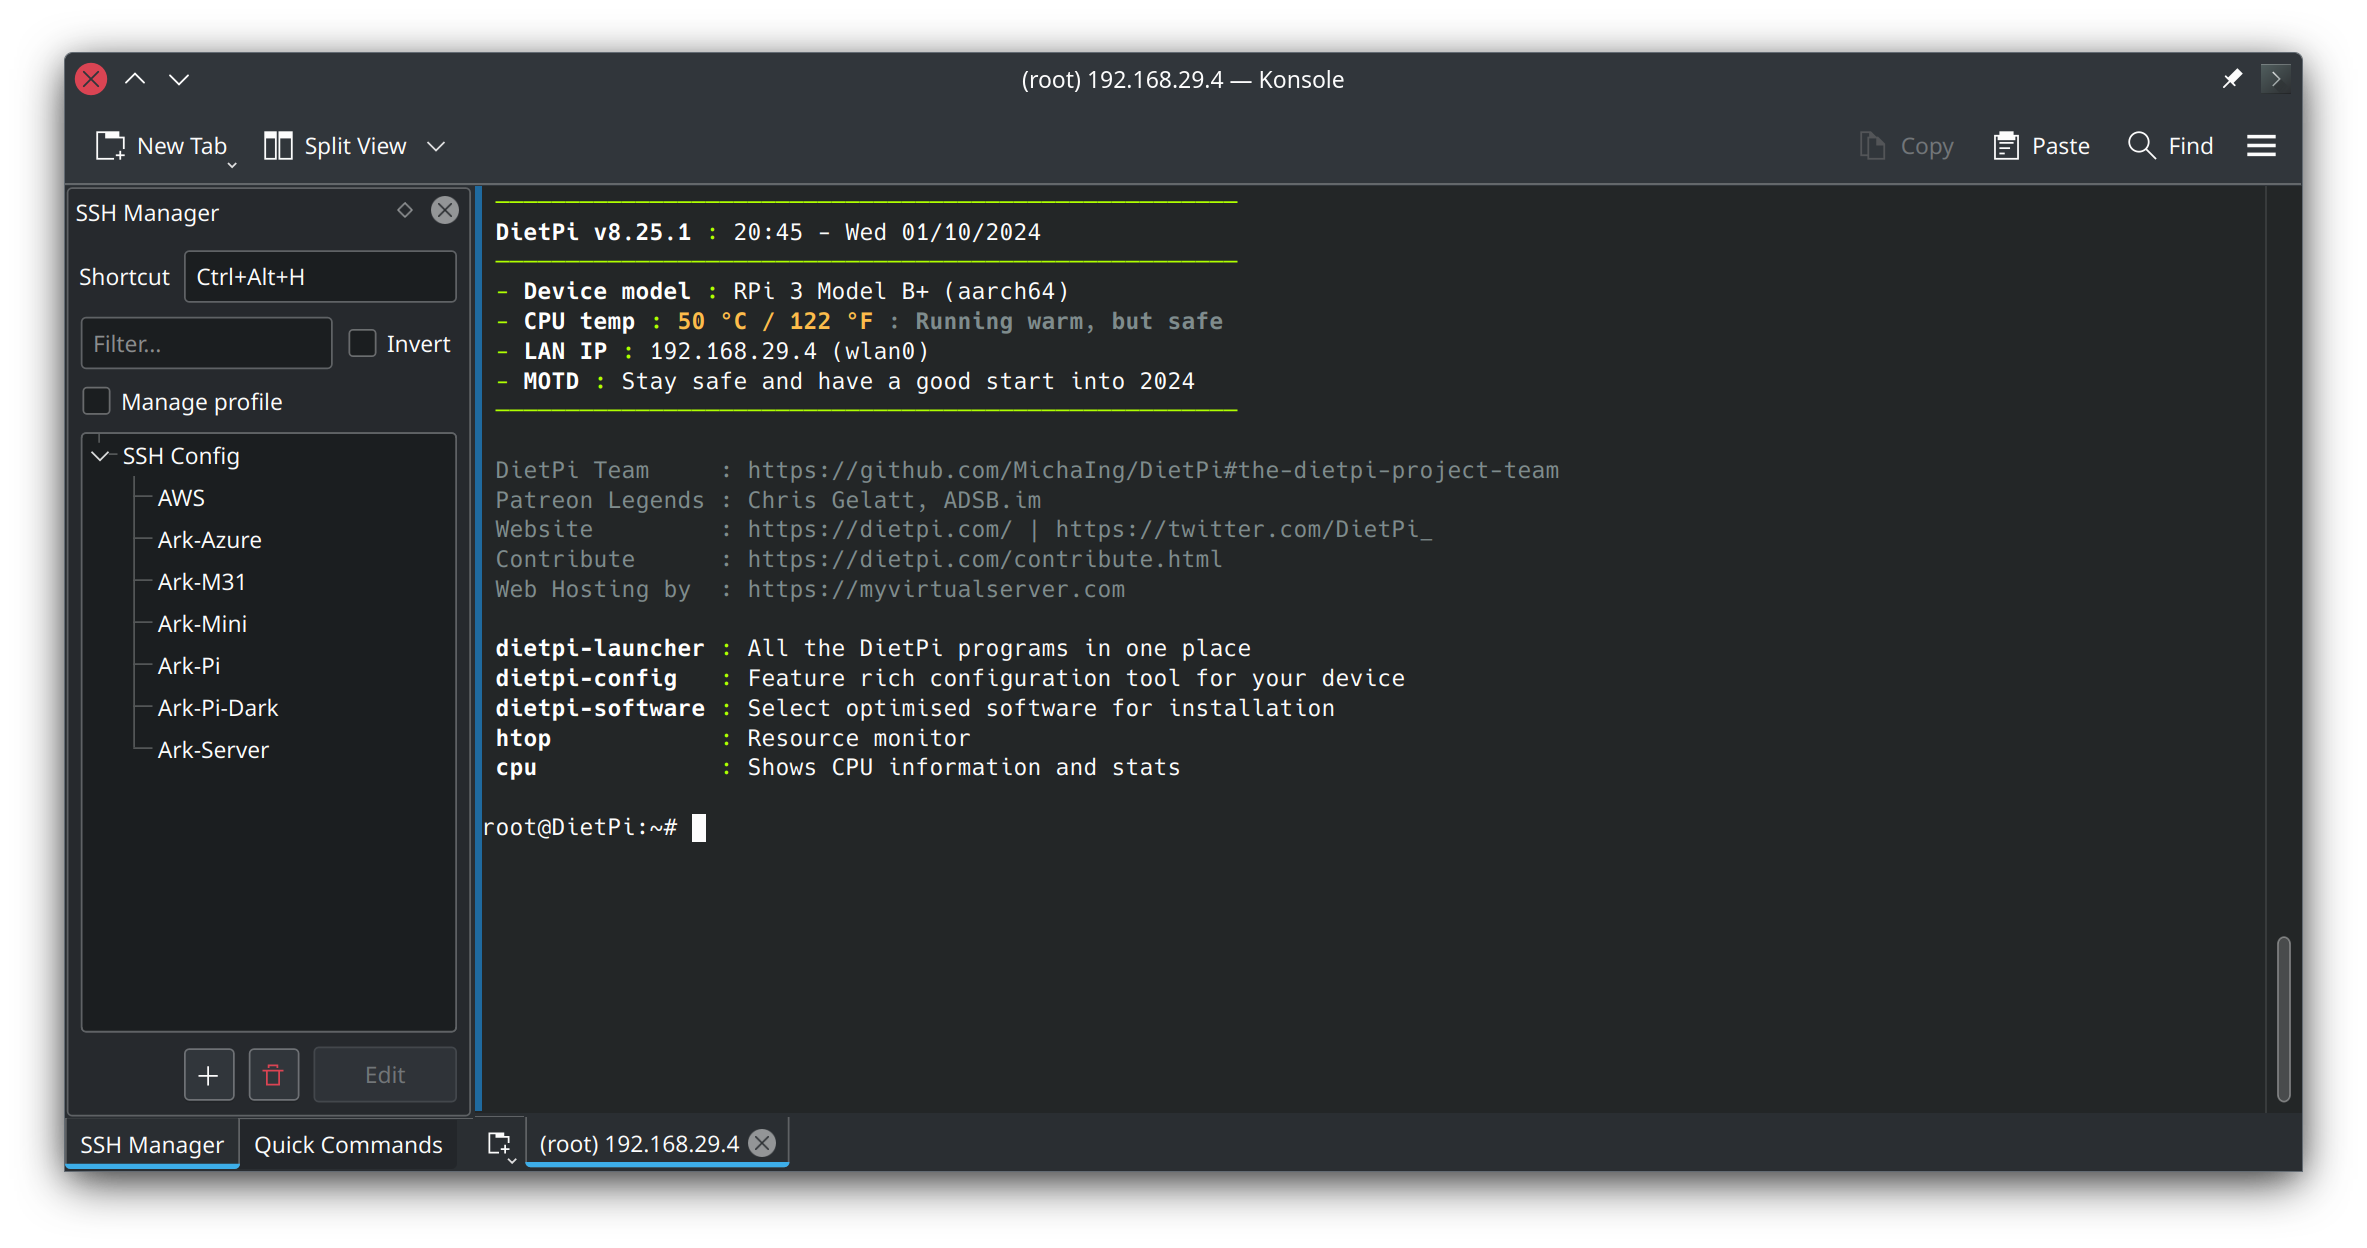 (root) 192.168.29.4 — Konsole
New Tab Split View Copy Paste Find
SSH Manager
Shortcut Ctrl+Alt+H
Filter... Invert
Manage profile
SSH Config
AWS
Ark-Azure
Ark-M31
Ark-Mini
Ark-Pi
Ark-Pi-Dark
Ark-Server
Edit
SSH Manager Quick Commands
DietPi v8.25.1 : 20:45 - Wed 01/10/2024
- Device model : RPi 3 Model B+ (aarch64)
- CPU temp : 50 °C / 122 °F : Running warm, but safe
- LAN IP : 192.168.29.4 (wlan0)
- MOTD : Stay safe and have a good start into 2024
DietPi Team : https://github.com/MichaIng/DietPi#the-dietpi-project-team
Patreon Legends : Chris Gelatt, ADSB.im
Website : https://dietpi.com/ | https://twitter.com/DietPi_
Contribute : https://dietpi.com/contribute.html
Web Hosting by : https://myvirtualserver.com
dietpi-launcher : All the DietPi programs in one place
dietpi-config : Feature rich configuration tool for your device
dietpi-software : Select optimised software for installation
htop : Resource monitor
cpu : Shows CPU information and stats
root@DietPi:~#
(root) 192.168.29.4